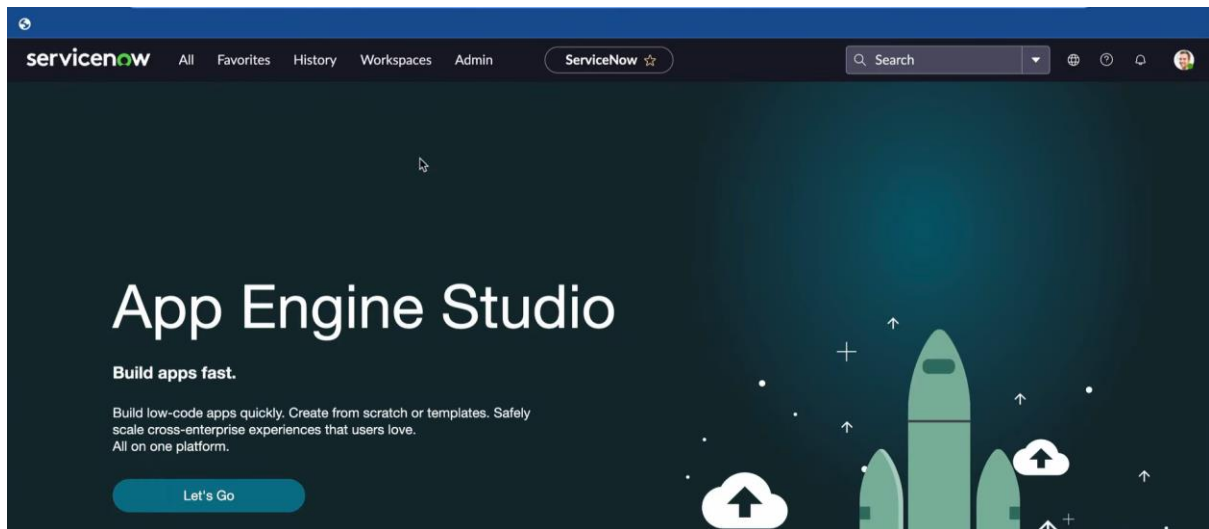 servicenow All Favorites History Workspaces Admin ServiceNow Search
App Engine Studio
Build apps fast.
Build low-code apps quickly. Create from scratch or templates. Safely
scale cross-enterprise experiences that users love.
All on one platform.
Let's Go